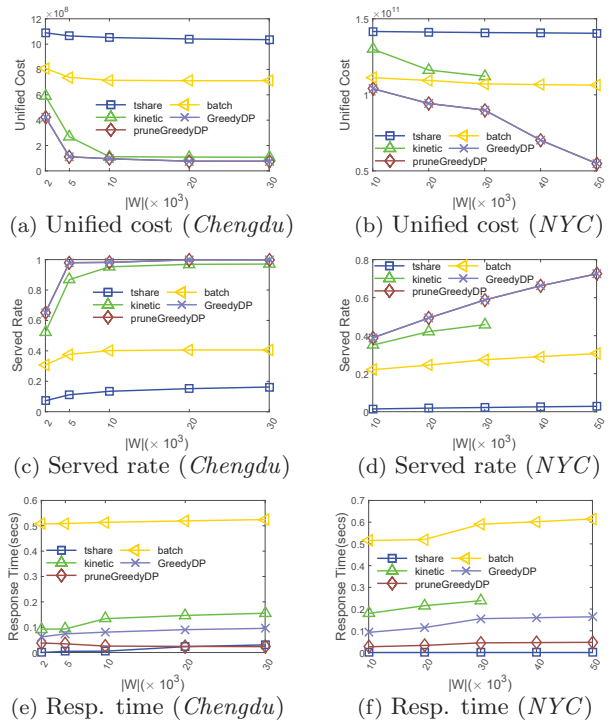 ×10^8
12
10
8
6
4
2
0
Unified Cost
tshare
batch
kinetic
GreedyDP
pruneGreedyDP
2 5 10 20 30
|W|(× 10^3)
(a) Unified cost (Chengdu)
×10^11
1.5
1
0.5
Unified Cost
tshare
batch
kinetic
GreedyDP
pruneGreedyDP
10 20 30 40 50
|W|(× 10^3)
(b) Unified cost (NYC)
1
0.8
0.6
0.4
0.2
0
Served Rate
tshare
batch
kinetic
GreedyDP
pruneGreedyDP
2 5 10 20 30
|W|(× 10^3)
(c) Served rate (Chengdu)
0.8
0.6
0.4
0.2
0
Served Rate
tshare
batch
kinetic
GreedyDP
pruneGreedyDP
10 20 30 40 50
|W|(× 10^3)
(d) Served rate (NYC)
0.6
0.5
0.4
0.3
0.2
0.1
0
Response Time(secs)
tshare
batch
kinetic
GreedyDP
pruneGreedyDP
2 5 10 20 30
|W|(× 10^3)
(e) Resp. time (Chengdu)
0.7
0.6
0.5
0.4
0.3
0.2
0.1
0
Response Time(secs)
tshare
batch
kinetic
GreedyDP
pruneGreedyDP
10 20 30 40 50
|W|(× 10^3)
(f) Resp. time (NYC)